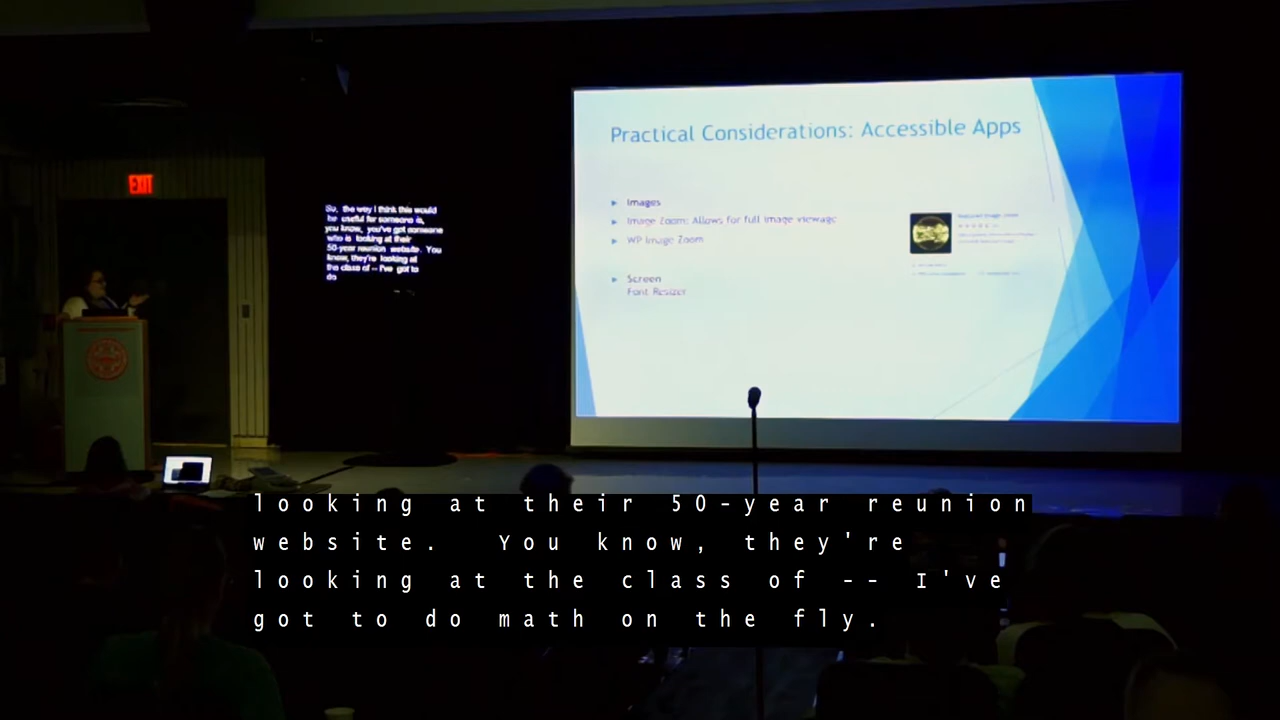 EXIT
So, the way I think this would
be useful for someone is,
you know, you've got someone
who is looking at their
50-year reunion website. You
know, they're looking at
the class of -- I've got to
do
Practical Considerations: Accessible Apps
Images
Image Zoom: Allows for full image viewage
WP Image Zoom
Screen
Font Resizer
looking at their 50-year reunion
website. You know, they're
looking at the class of -- I've
got to do math on the fly.